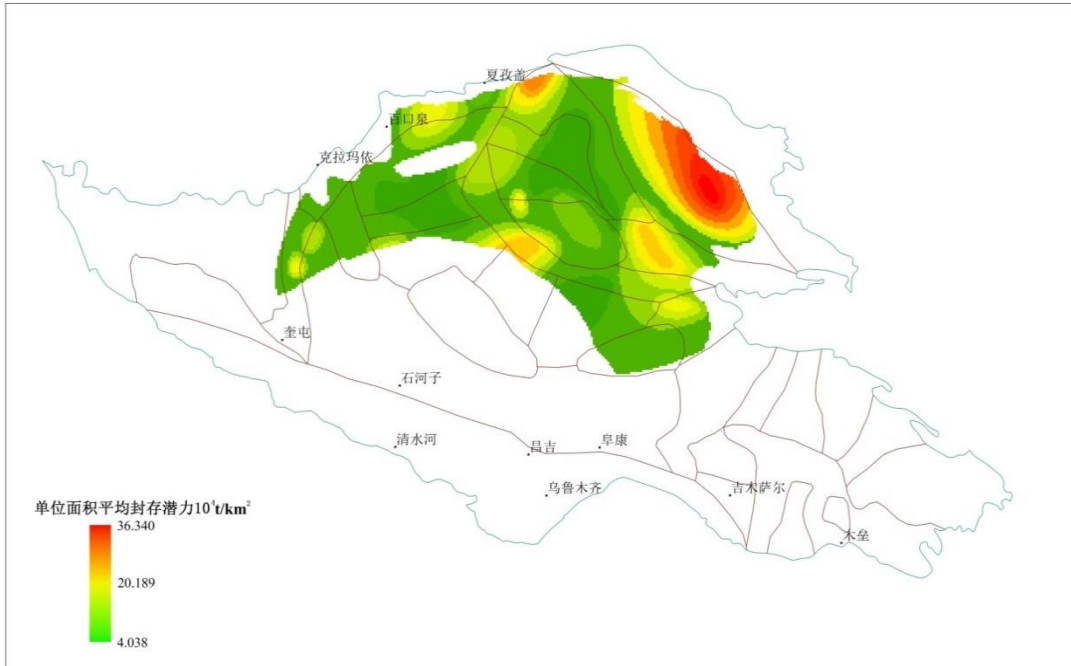 夏孜盖
百口泉
克拉玛依
奎屯
石河子
清水河
昌吉
阜康
乌鲁木齐
吉木萨尔
木垒
单位面积平均封存潜力10⁴t/km²
36.340
20.189
4.038